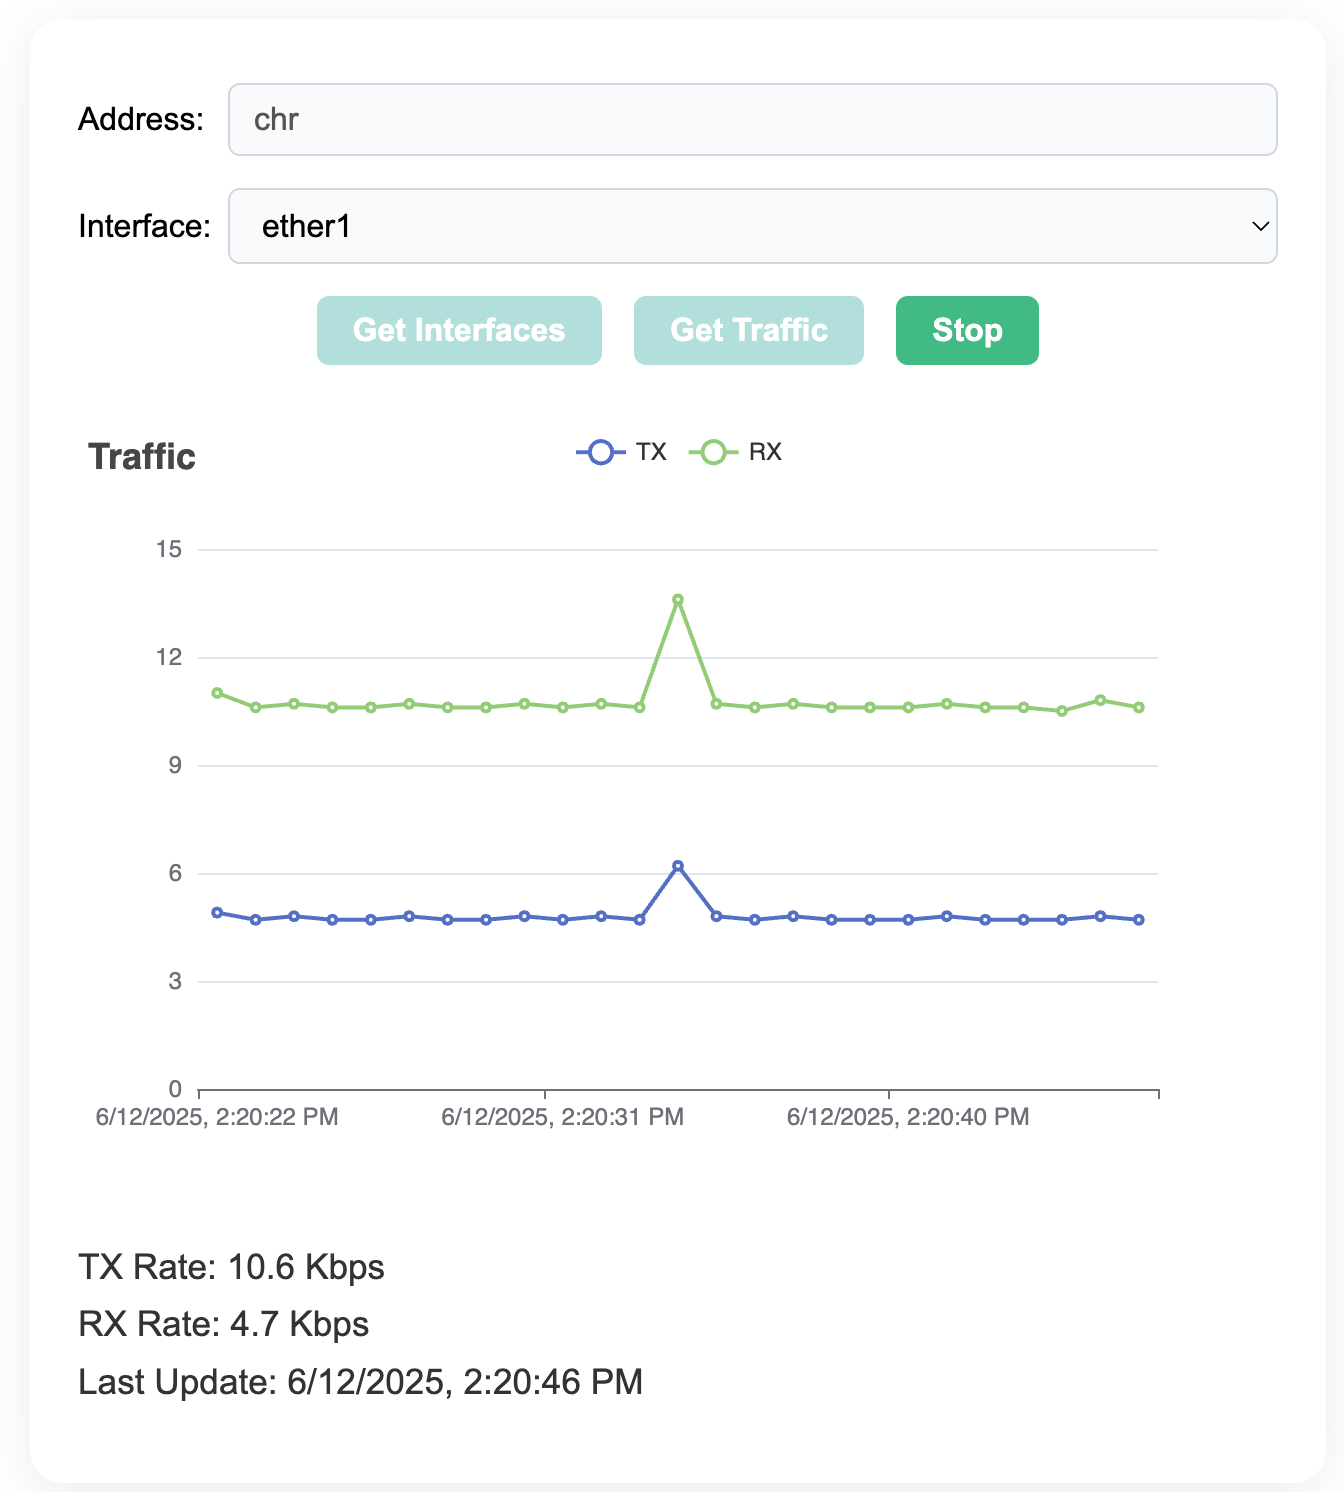 Address: chr
Interface: ether1
Get Interfaces Get Traffic Stop
Traffic TX RX
15
12
9
6
3
0
6/12/2025, 2:20:22 PM 6/12/2025, 2:20:31 PM 6/12/2025, 2:20:40 PM
TX Rate: 10.6 Kbps
RX Rate: 4.7 Kbps
Last Update: 6/12/2025, 2:20:46 PM